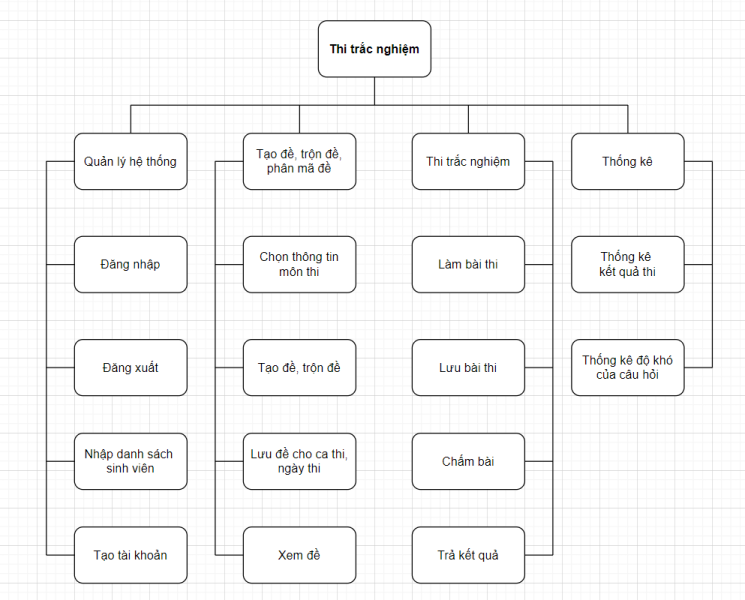 Thi trắc nghiệm
Quản lý hệ thống
Tạo đề, trộn đề,
phân mã đề
Thi trắc nghiệm
Thống kê
Đăng nhập
Chọn thông tin
môn thi
Làm bài thi
Thống kê
kết quả thi
Đăng xuất
Tạo đề, trộn đề
Lưu bài thi
Thống kê độ khó
của câu hỏi
Nhập danh sách
sinh viên
Lưu đề cho ca thi,
ngày thi
Chấm bài
Tạo tài khoản
Xem đề
Trả kết quả